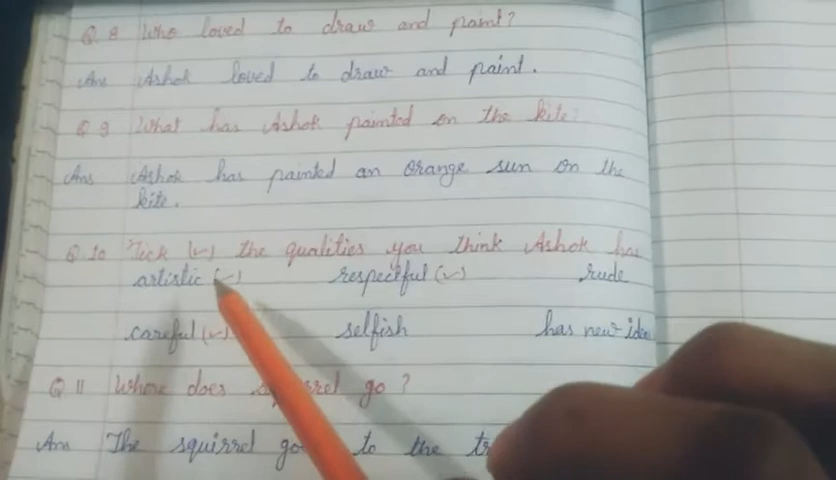 Q.8 Who loved to draw and paint?
Ans Ashok loved to draw and paint.
Q 9 What has Ashok painted on the kite?
Ans Ashok has painted an Orange sun on the
kite.
Q.10 Tick (✓) the qualities you think Ashok has
artistic (✓) respectful (✓) rude
careful (✓) selfish has new
Q 11 does go ?
Ans The squirrel to the